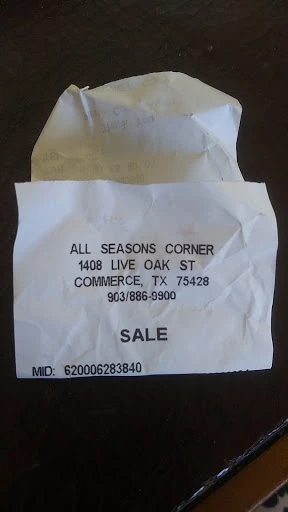 ALL SEASONS CORNER
1408 LIVE OAK ST
COMMERCE, TX 75428
903/886-9900
SALE
MID: 620006283840